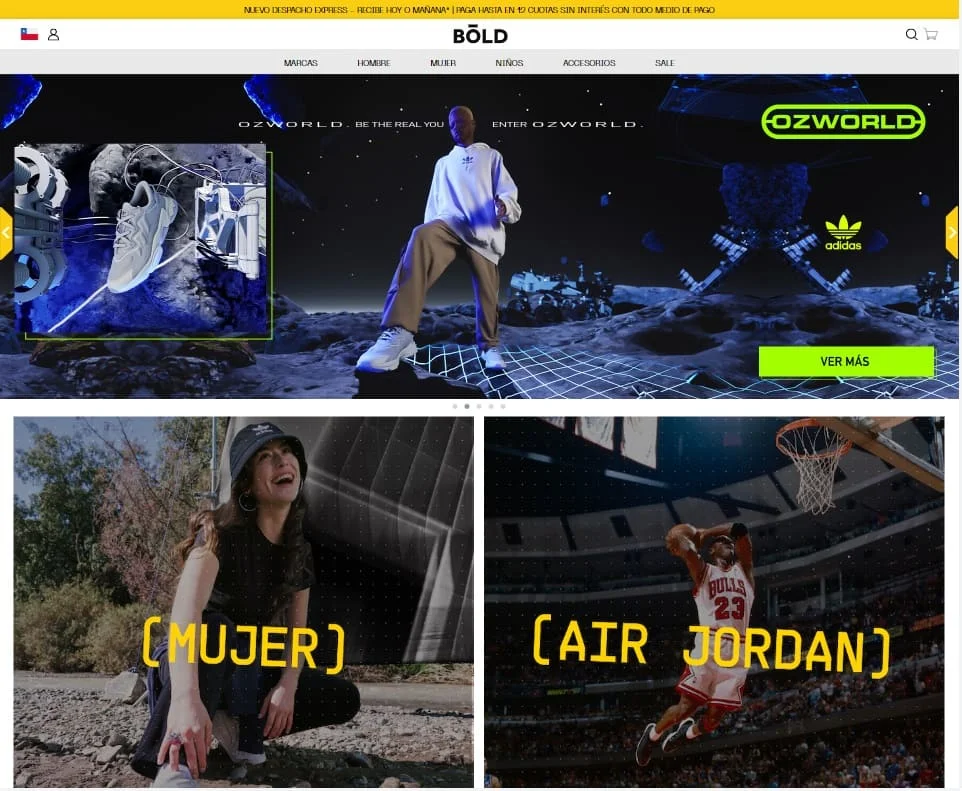 NUEVO DESPACHO EXPRESS – RECIBE HOY O MAÑANA* | PAGA HASTA EN 12 CUOTAS SIN INTERÉS CON TODO MEDIO DE PAGO
BŌLD
MARCAS HOMBRE MUJER NIÑOS ACCESORIOS SALE
OZWORLD. BE THE REAL YOU ENTER OZWORLD.
OZWORLD
adidas
VER MÁS
[MUJER]
BULLS
23
[AIR JORDAN]